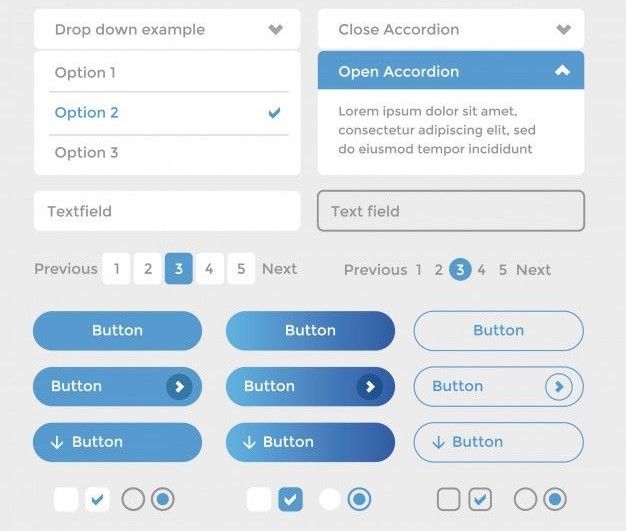 Drop down example
Option 1
Option 2
Option 3
Close Accordion
Open Accordion
Lorem ipsum dolor sit amet,
consectetur adipiscing elit, sed
do eiusmod tempor incididunt
Textfield
Text field
Previous 1 2 3 4 5 Next
Previous 1 2 3 4 5 Next
Button
Button
Button
Button
Button
Button
Button
Button
Button